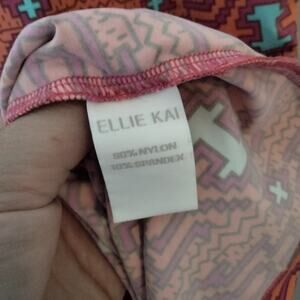 ELLIE KAI
90% NYLON
10% SPANDEX